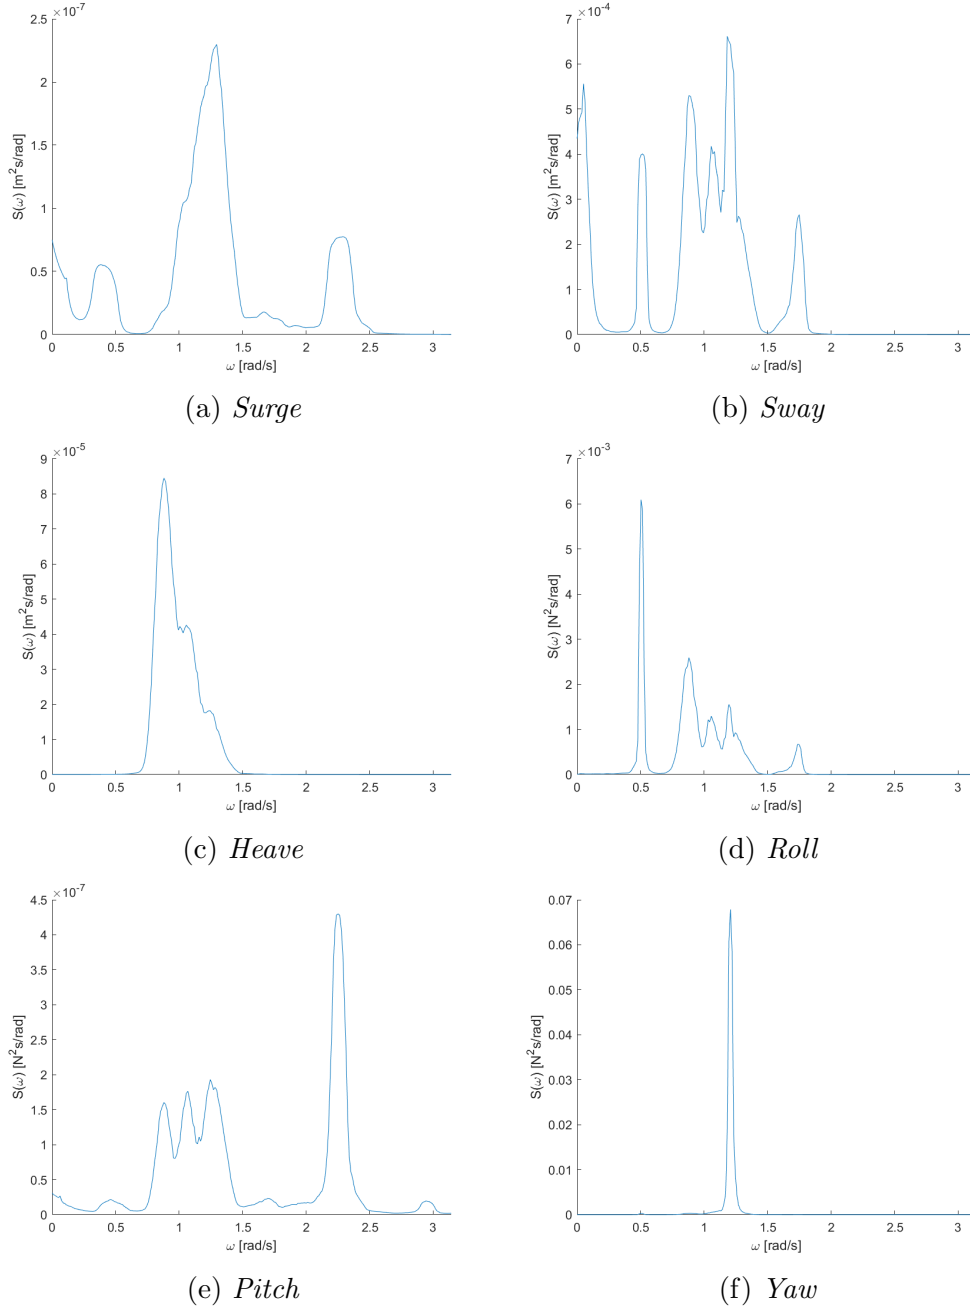 ×10⁻⁷
2.5
2
1.5
1
0.5
0
S(ω) [m²s/rad]
0 0.5 1 1.5 2 2.5 3
ω [rad/s]
(a) Surge
×10⁻⁴
7
6
5
4
3
2
1
0
S(ω) [m²s/rad]
0 0.5 1 1.5 2 2.5 3
ω [rad/s]
(b) Sway
×10⁻⁵
9
8
7
6
5
4
3
2
1
0
S(ω) [m²s/rad]
0 0.5 1 1.5 2 2.5 3
ω [rad/s]
(c) Heave
×10⁻³
7
6
5
4
3
2
1
0
S(ω) [N²s/rad]
0 0.5 1 1.5 2 2.5 3
ω [rad/s]
(d) Roll
×10⁻⁷
4.5
4
3.5
3
2.5
2
1.5
1
0.5
0
S(ω) [N²s/rad]
0 0.5 1 1.5 2 2.5 3
ω [rad/s]
(e) Pitch
0.07
0.06
0.05
0.04
0.03
0.02
0.01
0
S(ω) [N²s/rad]
0 0.5 1 1.5 2 2.5 3
ω [rad/s]
(f) Yaw